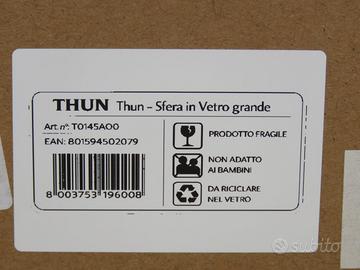 THUN Thun - Sfera in Vetro grande
Art. n°: T0145A00
EAN: 801594502079
8 003753 196008
PRODOTTO FRAGILE
NON ADATTO
AI BAMBINI
DA RICICLARE
NEL VETRO
subito